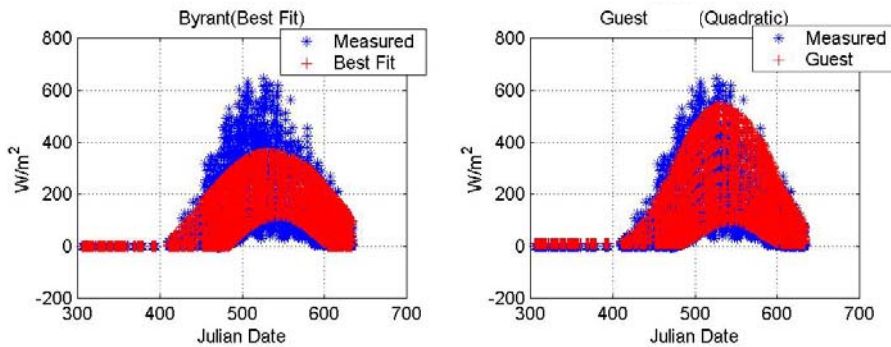 Byrant(Best Fit)
800
600
400
200
0
-200
W/m²
Measured
Best Fit
300
400
500
600
700
Julian Date
Guest (Quadratic)
800
600
400
200
0
-200
W/m²
Measured
Guest
300
400
500
600
700
Julian Date